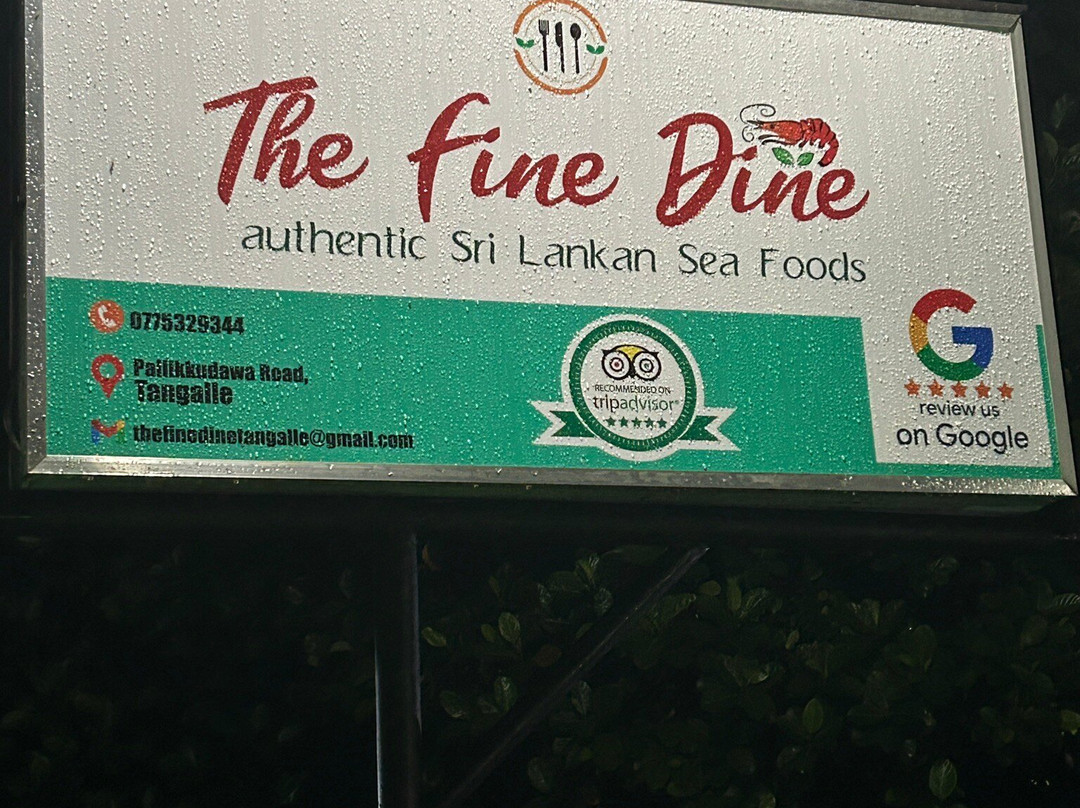 The Fine Dine
authentic Sri Lankan Sea Foods
0775329344
Pallikkudawa Road,
Tangalle
thefinedinetangalle@gmail.com
RECOMMENDED ON
tripadvisor®
G
review us
on Google